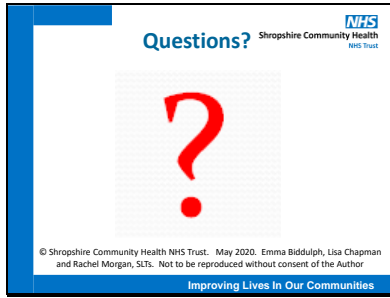 Questions?
NHS
Shropshire Community Health
NHS Trust
?
© Shropshire Community Health NHS Trust. May 2020. Emma Biddulph, Lisa Chapman
and Rachel Morgan, SLTs. Not to be reproduced without consent of the Author
Improving Lives In Our Communities